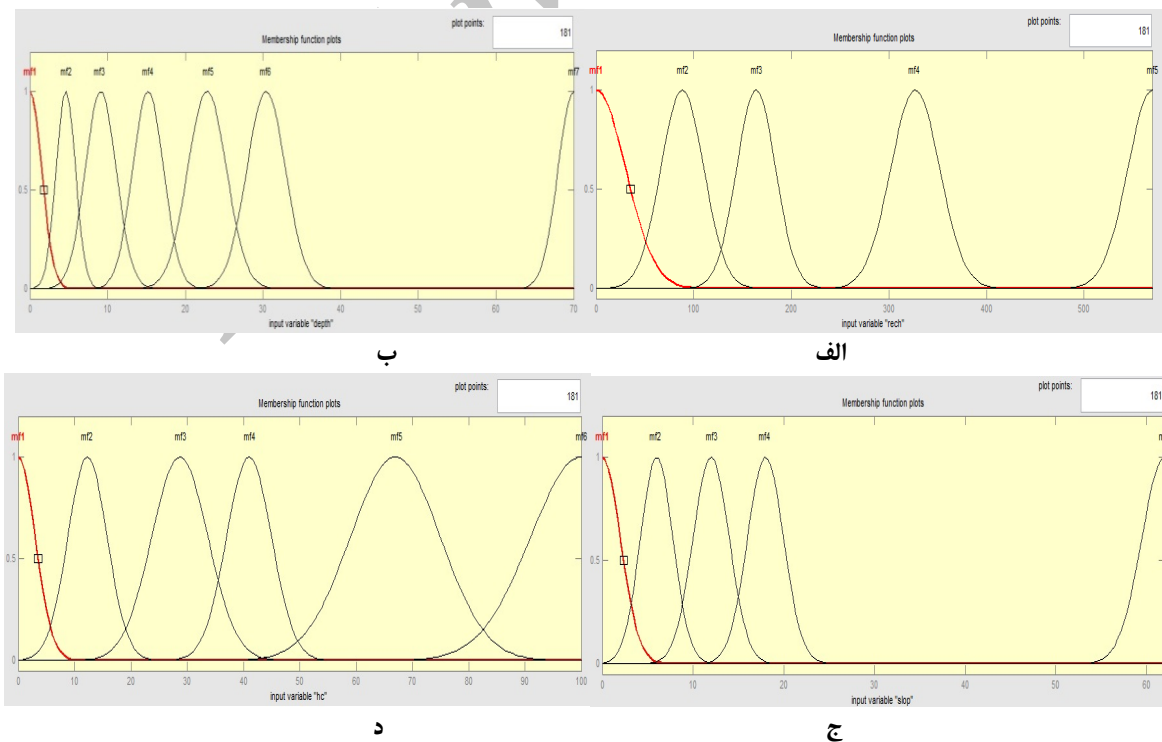 plot points: 181
Membership function plots
mf1 mf2 mf3 mf4 mf5 mf6 mf7
1
0.5
0
0 10 20 30 40 50 60 70
input variable "depth"
ب
plot points: 181
Membership function plots
mf1 mf2 mf3 mf4 mf5
1
0.5
0
0 100 200 300 400 500
input variable "rech"
الف
plot points: 181
Membership function plots
mf1 mf2 mf3 mf4 mf5 mf6
1
0.5
0
0 10 20 30 40 50 60 70 80 90 100
input variable "hc"
د
plot points: 181
Membership function plots
mf1 mf2 mf3 mf4
1
0.5
0
0 10 20 30 40 50 60
input variable "slop"
ج